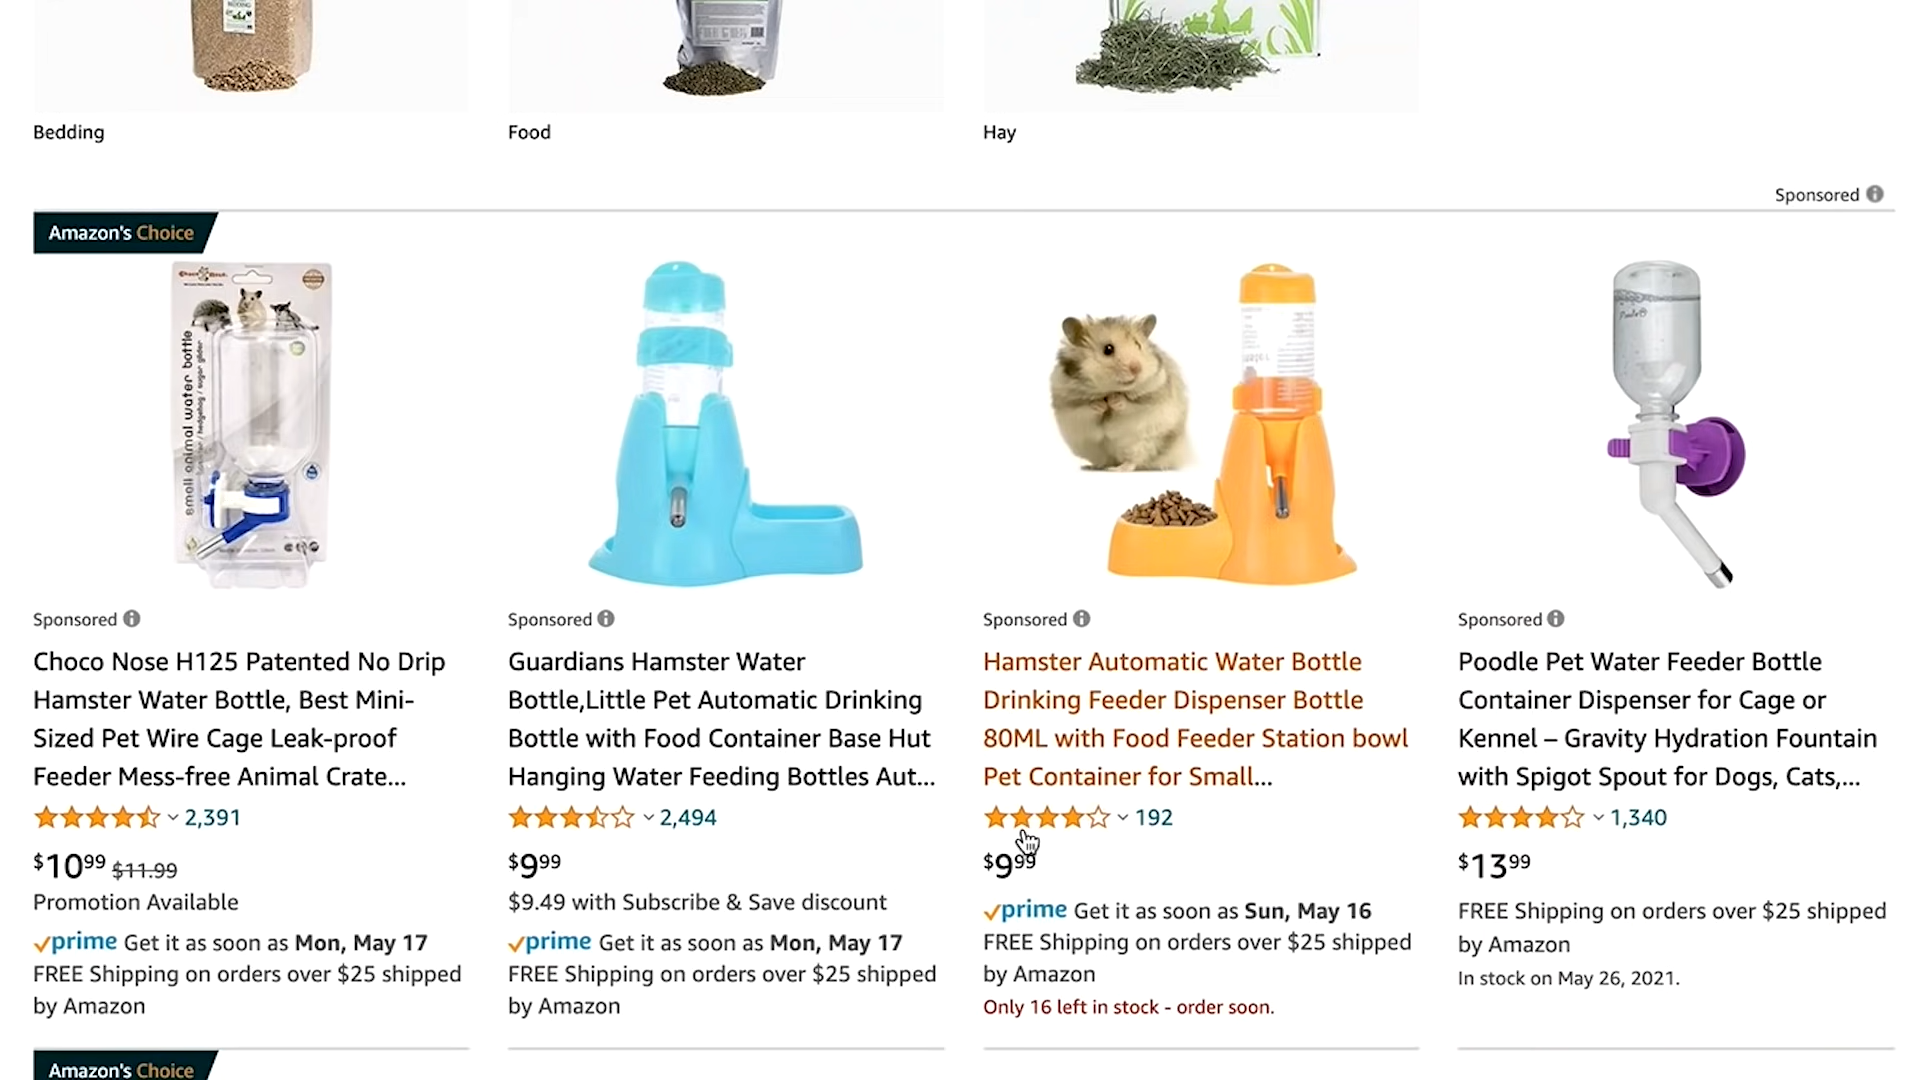 Bedding
Food
Hay
Sponsored
Amazon's Choice
small animal water bottle
Sponsored
Choco Nose H125 Patented No Drip
Hamster Water Bottle, Best Mini-
Sized Pet Wire Cage Leak-proof
Feeder Mess-free Animal Crate...
2,391
$10.99 $11.99
Promotion Available
prime Get it as soon as Mon, May 17
FREE Shipping on orders over $25 shipped
by Amazon
Sponsored
Guardians Hamster Water
Bottle,Little Pet Automatic Drinking
Bottle with Food Container Base Hut
Hanging Water Feeding Bottles Aut...
2,494
$9.99
$9.49 with Subscribe & Save discount
prime Get it as soon as Mon, May 17
FREE Shipping on orders over $25 shipped
by Amazon
Sponsored
Hamster Automatic Water Bottle
Drinking Feeder Dispenser Bottle
80ML with Food Feeder Station bowl
Pet Container for Small...
192
$9.99
prime Get it as soon as Sun, May 16
FREE Shipping on orders over $25 shipped
by Amazon
Only 16 left in stock - order soon.
Sponsored
Poodle Pet Water Feeder Bottle
Container Dispenser for Cage or
Kennel – Gravity Hydration Fountain
with Spigot Spout for Dogs, Cats,...
1,340
$13.99
FREE Shipping on orders over $25 shipped
by Amazon
In stock on May 26, 2021.
Amazon's Choice